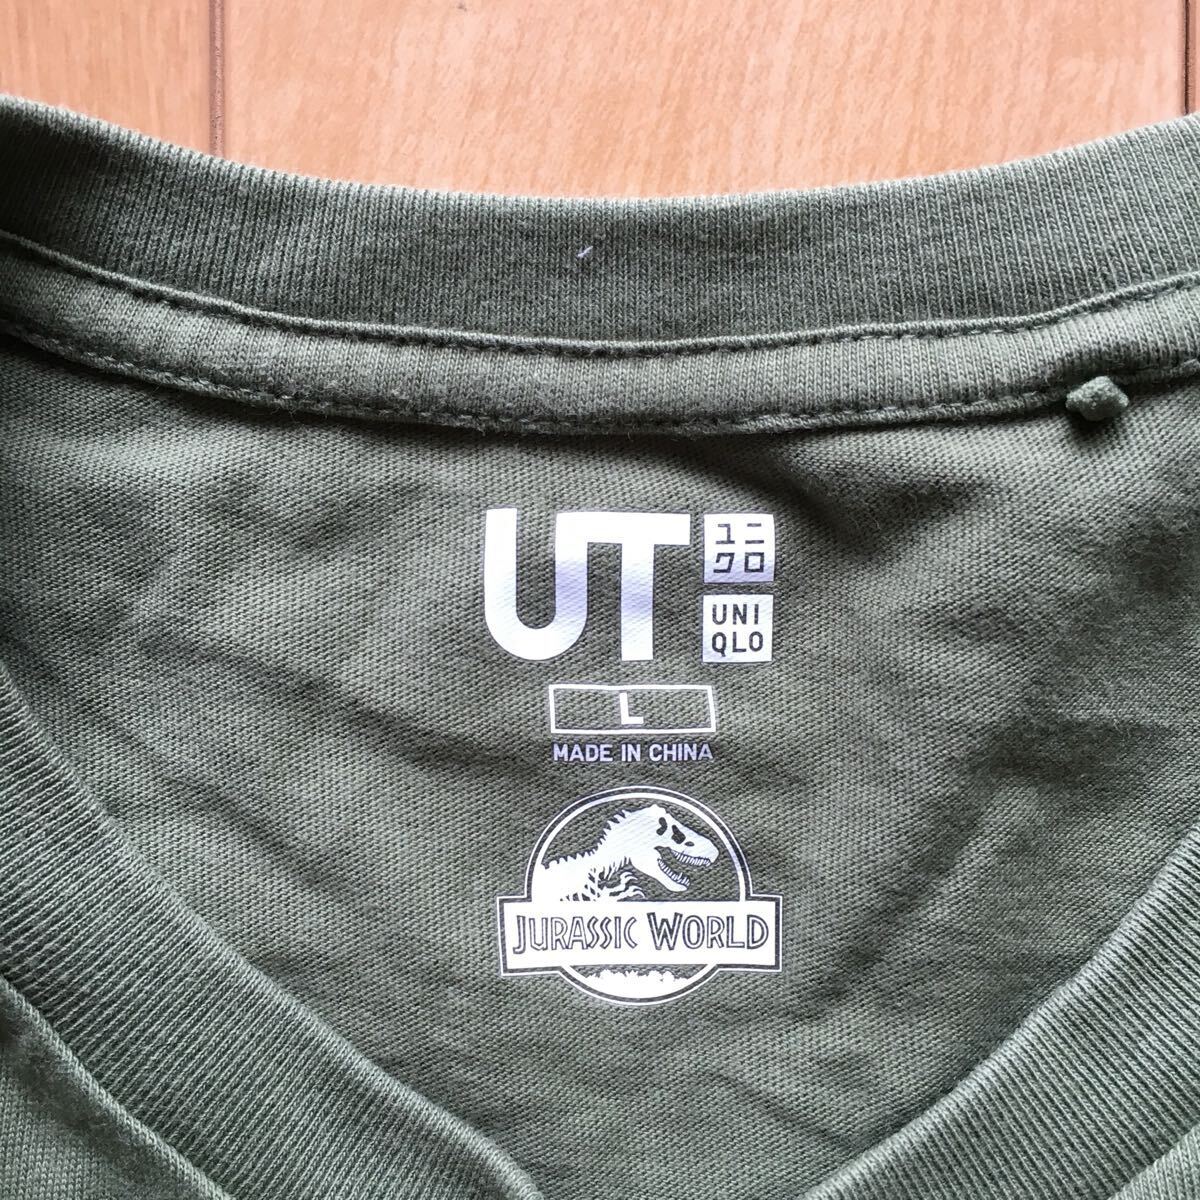 UT
ユニ
クロ
UNI
QLO
L
MADE IN CHINA
JURASSIC WORLD